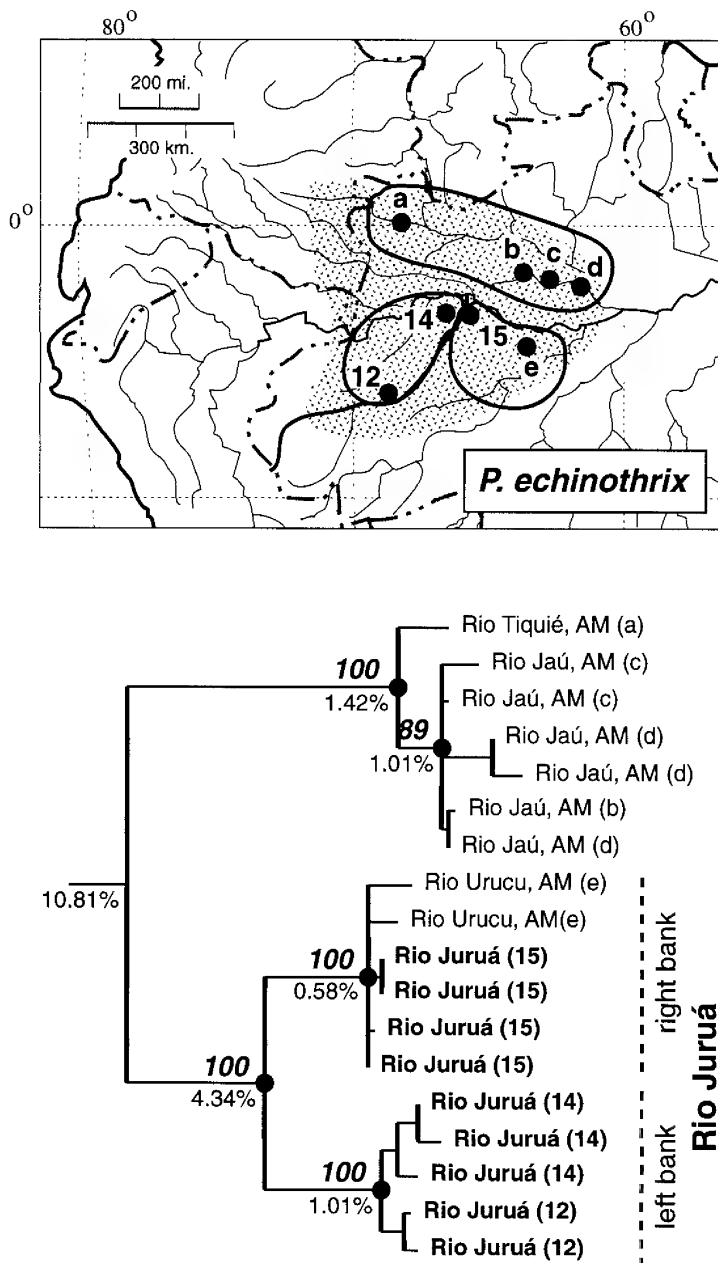 80o 60o
200 mi.
300 km.
0o
a
b c d
14 15
e
12
P. echinothrix
Rio Tiquié, AM (a)
100
Rio Jaú, AM (c)
1.42%
Rio Jaú, AM (c)
89
Rio Jaú, AM (d)
1.01%
Rio Jaú, AM (d)
Rio Jaú, AM (b)
Rio Jaú, AM (d)
10.81%
Rio Urucu, AM (e)
Rio Urucu, AM(e)
100
Rio Juruá (15)
0.58%
Rio Juruá (15)
Rio Juruá (15)
Rio Juruá (15)
right bank
100
4.34%
Rio Juruá (14)
Rio Juruá (14)
100
Rio Juruá (14)
1.01%
Rio Juruá (12)
Rio Juruá (12)
left bank
Rio Juruá